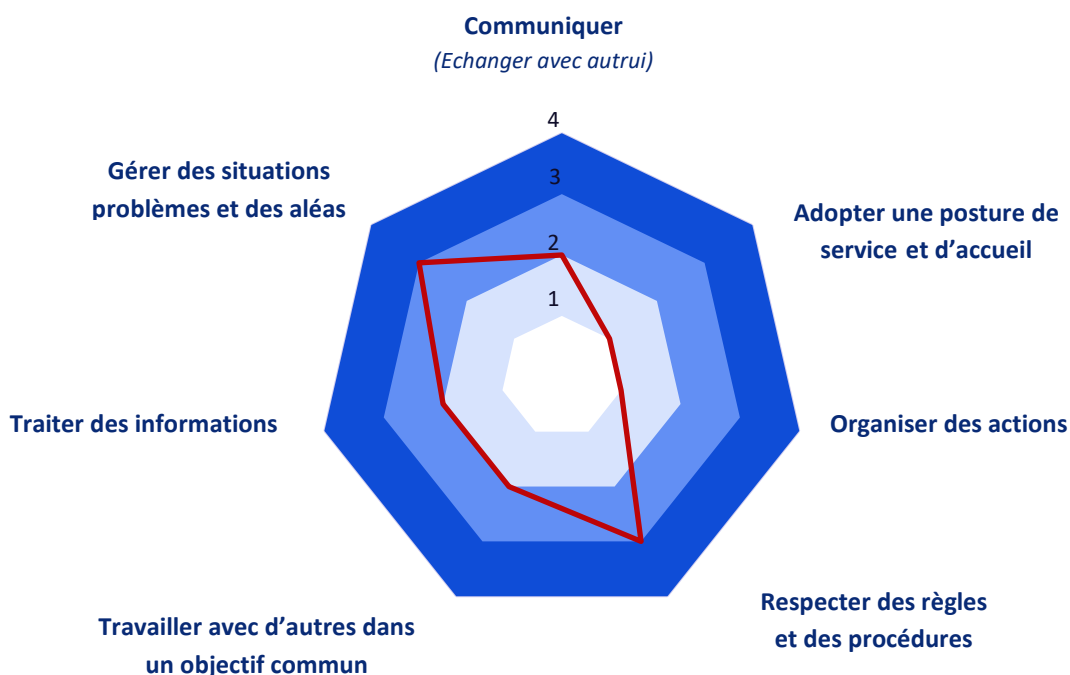 Communiquer
(Echanger avec autrui)
4
3
2
1
Gérer des situations
problèmes et des aléas
Adopter une posture de
service et d’accueil
Traiter des informations
Organiser des actions
Respecter des règles
et des procédures
Travailler avec d’autres dans
un objectif commun